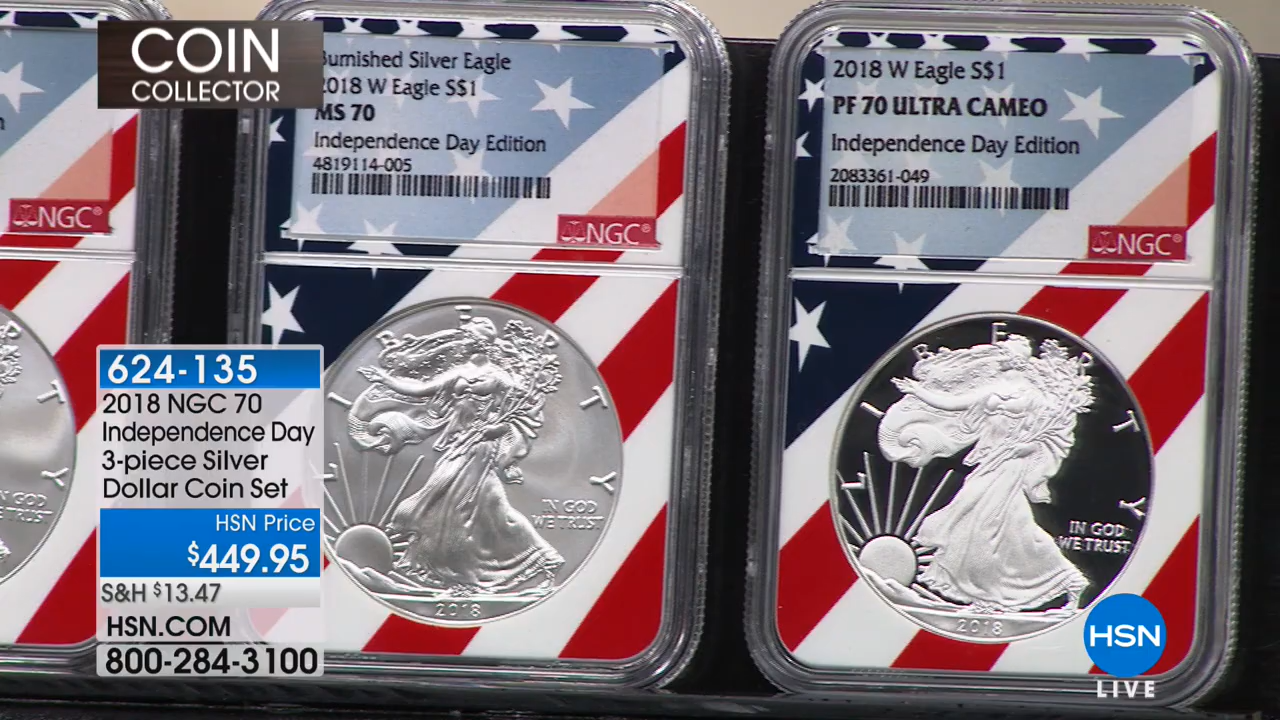 COIN
COLLECTOR
Burnished Silver Eagle
2018 W Eagle S$1
MS 70
Independence Day Edition
4819114-005
NGC®
2018 W Eagle S$1
PF 70 ULTRA CAMEO
Independence Day Edition
2083361-049
NGC®
NGC®
LIBERTY
IN GOD
WE TRUST
2018
LIBERTY
IN GOD
WE TRUST
2018
T Y
N GOD
E TRUST
624-135
2018 NGC 70
Independence Day
3-piece Silver
Dollar Coin Set
HSN Price
$449.95
S&H $13.47
HSN.COM
800-284-3100
HSN
LIVE